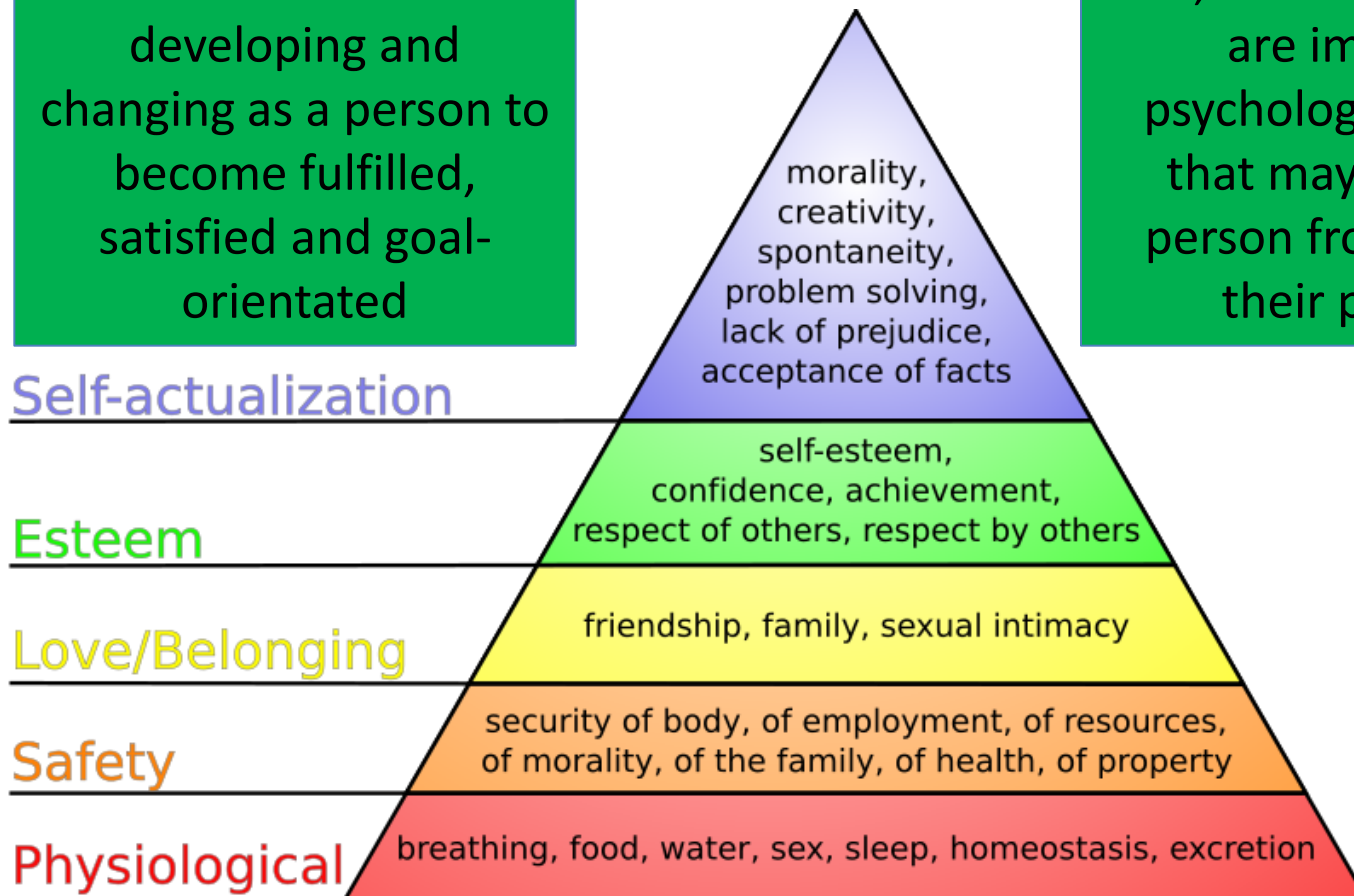 developing and
changing as a person to
become fulfilled,
satisfied and goal-
orientated
are
that may
person
their
morality,
creativity,
spontaneity,
problem solving,
lack of prejudice,
acceptance of facts
Self-actualization
self-esteem,
confidence, achievement,
respect of others, respect by others
Esteem
friendship, family, sexual intimacy
Love/Belonging
security of body, of employment, of resources,
of morality, of the family, of health, of property
Safety
breathing, food, water, sex, sleep, homeostasis, excretion
Physiological